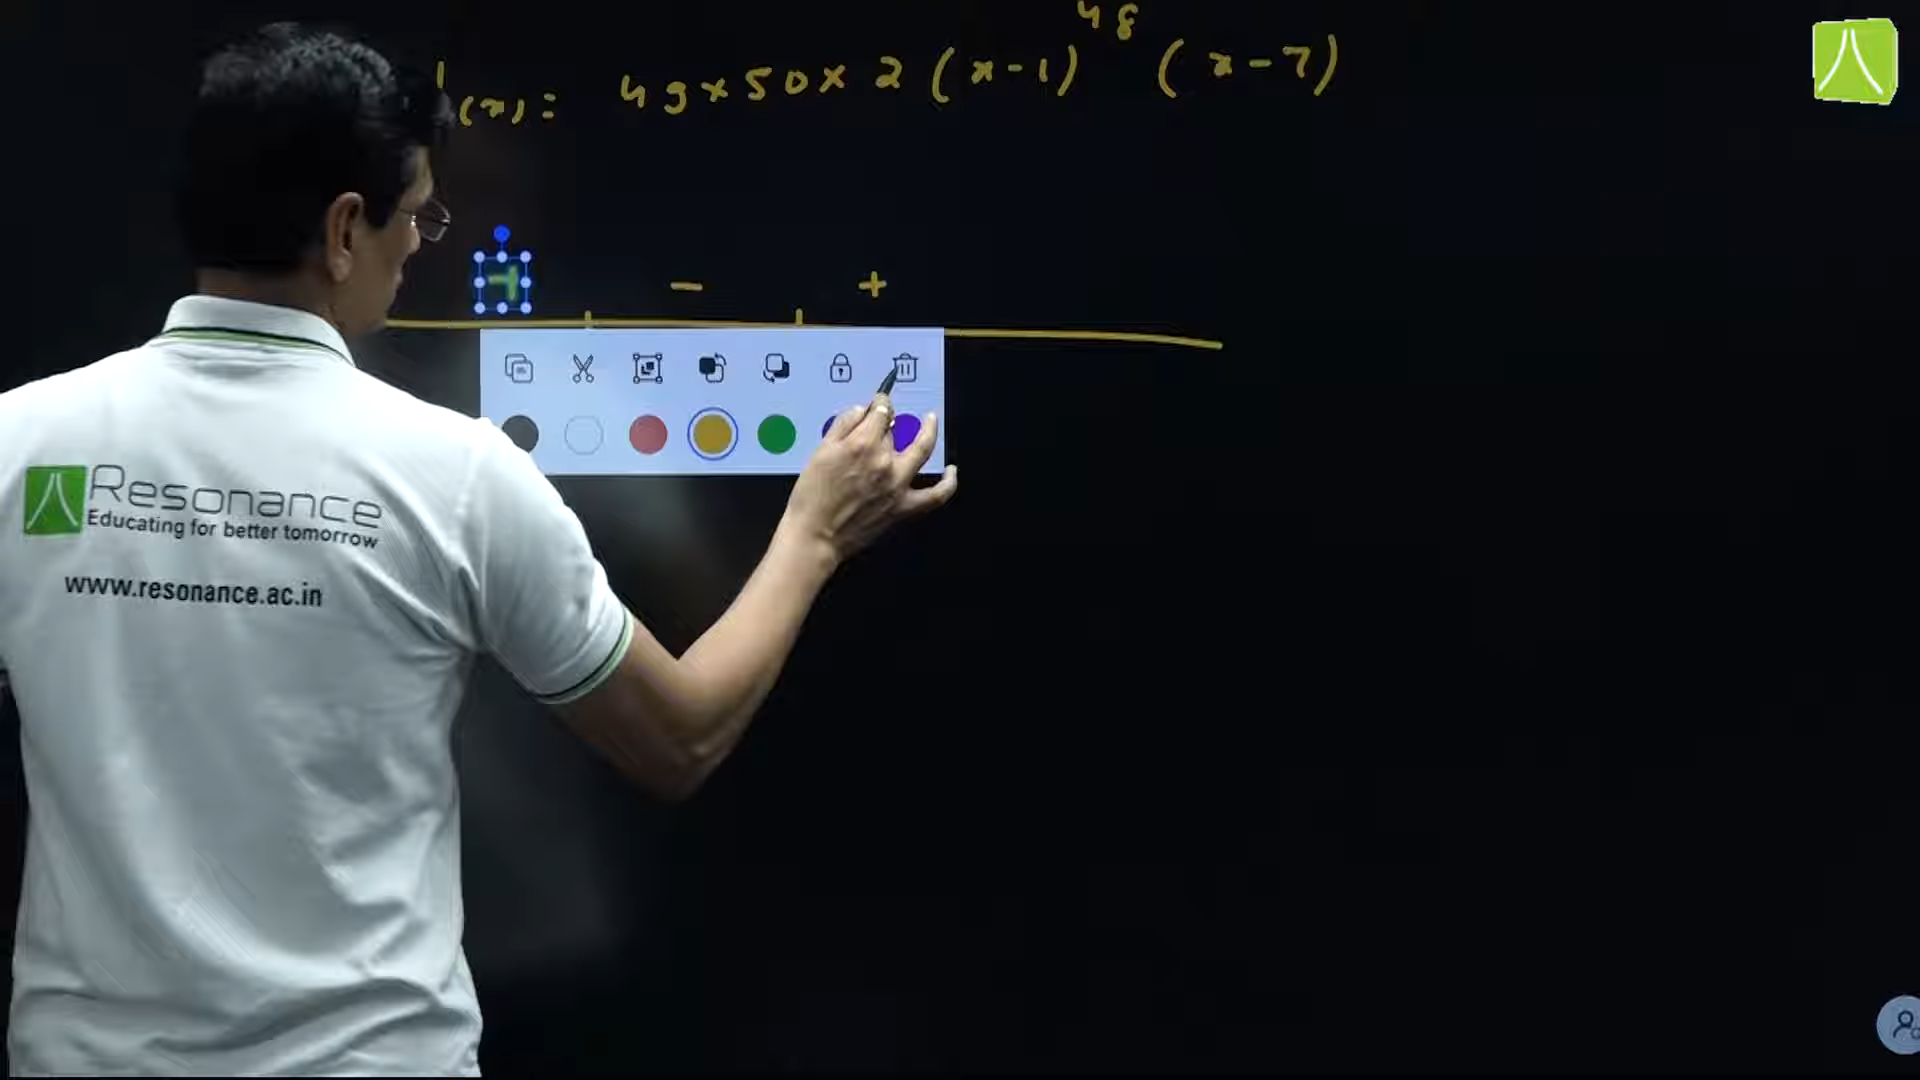 '(x) = 49 x 50 x 2 (x-1)^48 (x-7)
+ - +
Resonance
Educating for better tomorrow
www.resonance.ac.in